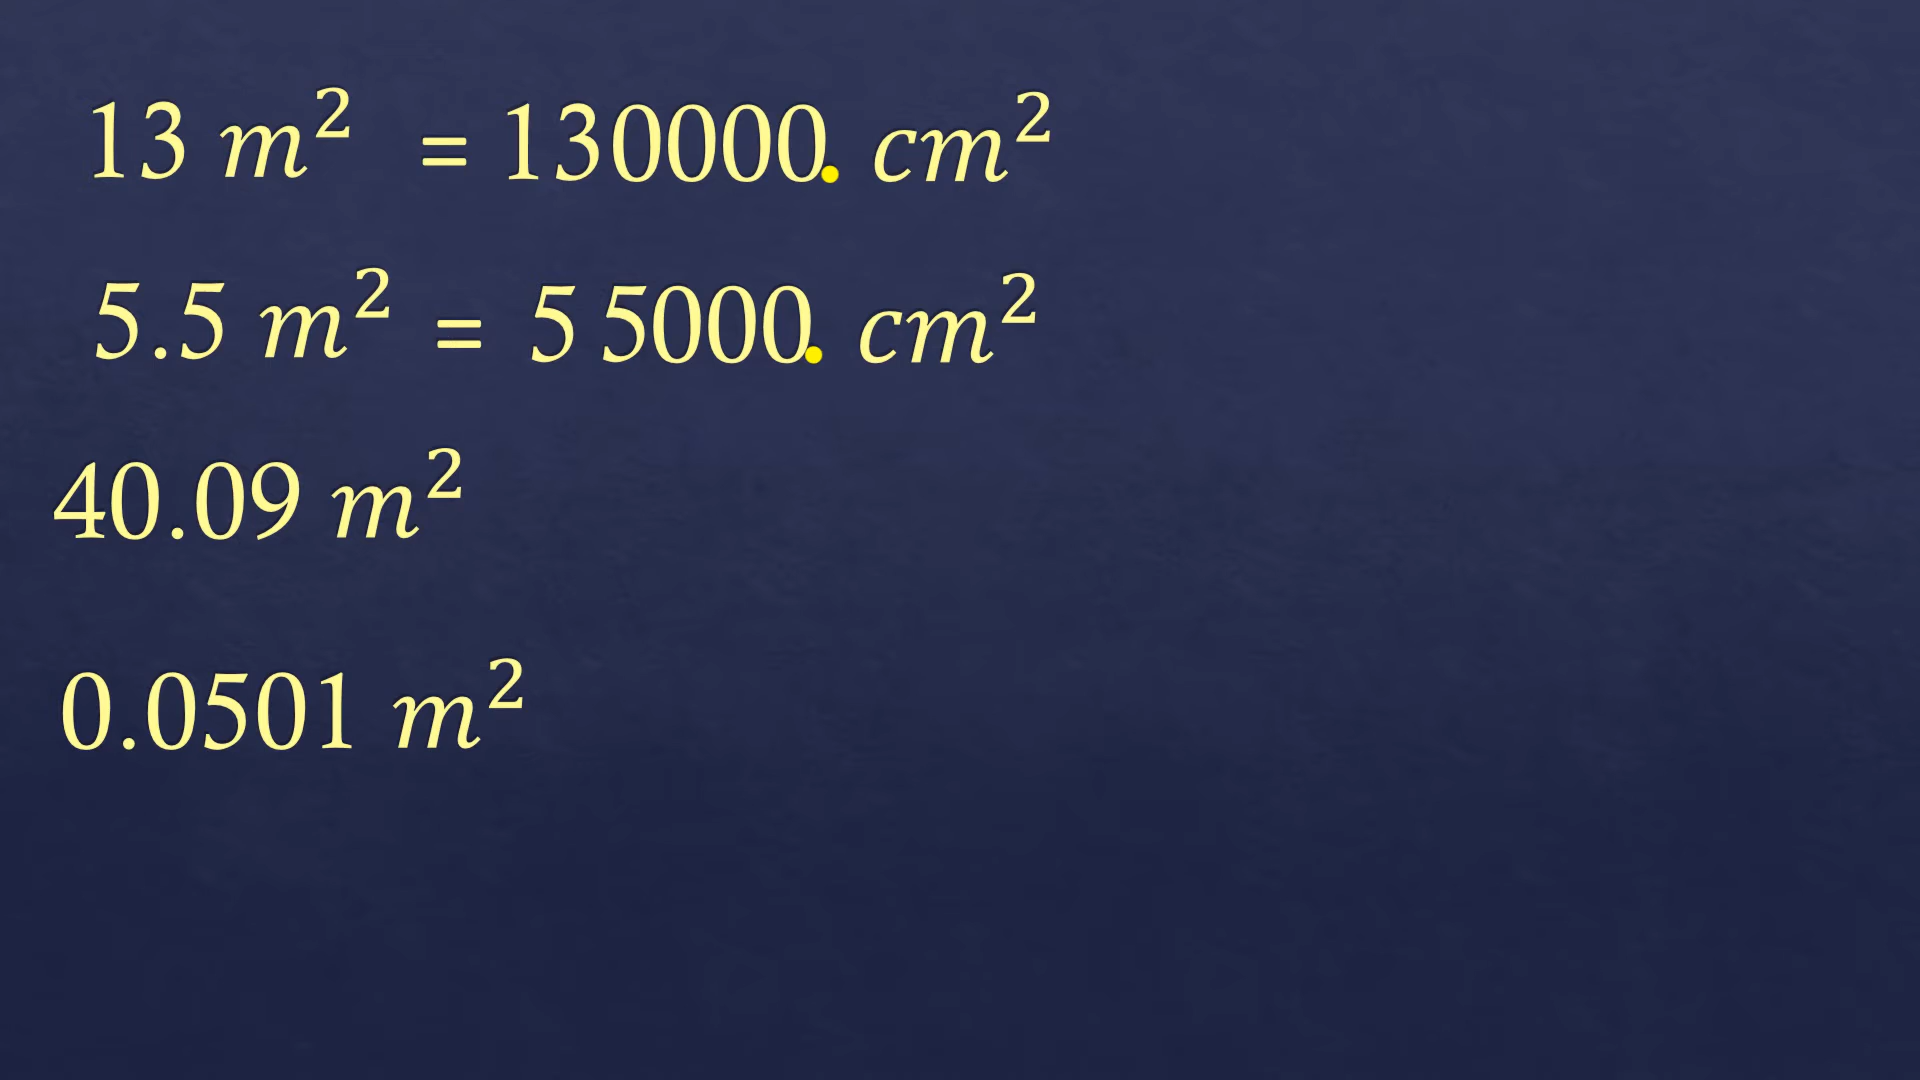 13 m² = 130000. cm²
5.5 m² = 5 5000. cm²
40.09 m²
0.0501 m²